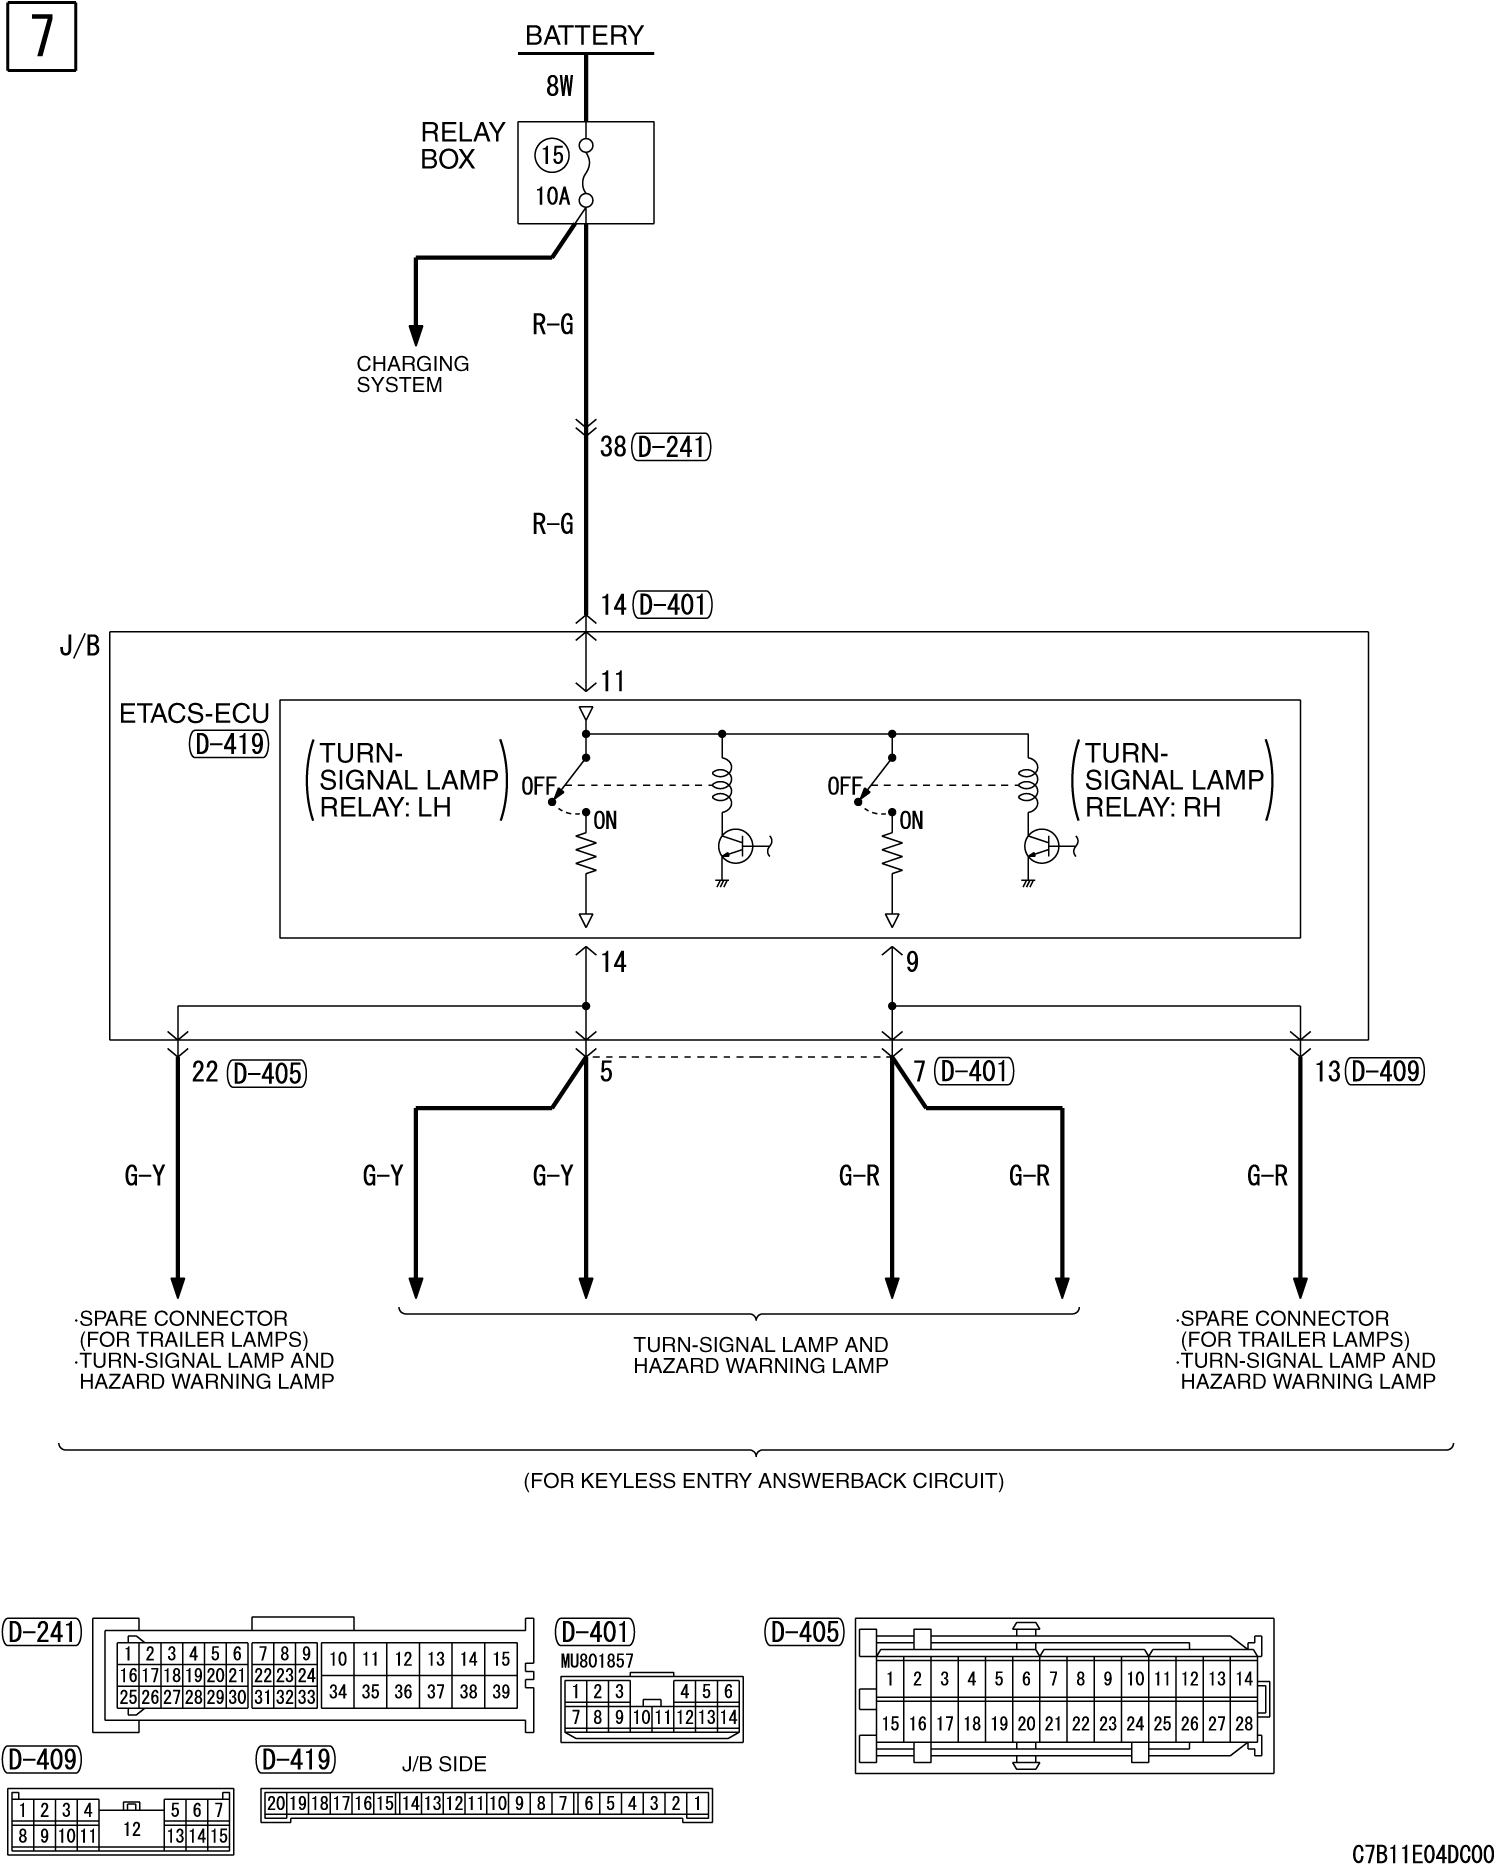 7
BATTERY
8W
RELAY
BOX
15
10A
R-G
CHARGING
SYSTEM
38 D-241
R-G
14 D-401
J/B
11
ETACS-ECU
D-419
(TURN-
SIGNAL LAMP
RELAY: LH)
OFF
ON
OFF
ON
(TURN-
SIGNAL LAMP
RELAY: RH)
14
9
22 D-405
5
7 D-401
13 D-409
G-Y
G-Y
G-Y
G-R
G-R
G-R
·SPARE CONNECTOR
(FOR TRAILER LAMPS)
·TURN-SIGNAL LAMP AND
HAZARD WARNING LAMP
TURN-SIGNAL LAMP AND
HAZARD WARNING LAMP
·SPARE CONNECTOR
(FOR TRAILER LAMPS)
·TURN-SIGNAL LAMP AND
HAZARD WARNING LAMP
(FOR KEYLESS ENTRY ANSWERBACK CIRCUIT)
D-241
1 2 3 4 5 6 7 8 9 10 11 12 13 14 15
16 17 18 19 20 21 22 23 24
25 26 27 28 29 30 31 32 33 34 35 36 37 38 39
D-401
MU801857
1 2 3 4 5 6
7 8 9 10 11 12 13 14
D-405
1 2 3 4 5 6 7 8 9 10 11 12 13 14
15 16 17 18 19 20 21 22 23 24 25 26 27 28
D-409
1 2 3 4 5 6 7
8 9 10 11 12 13 14 15
D-419
J/B SIDE
20 19 18 17 16 15 14 13 12 11 10 9 8 7 6 5 4 3 2 1
C7B11E04DC00